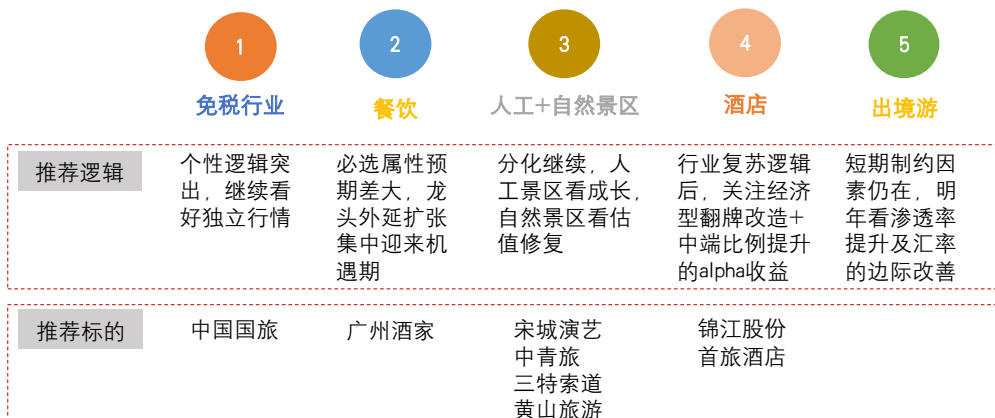 1
2
3
4
5
免税行业
餐饮
人工+自然景区
酒店
出境游
推荐逻辑
个性逻辑突
出，继续看
好独立行情
必选属性预
期差大，龙
头外延扩张
集中迎来机
遇期
分化继续，人
工景区看成长，
自然景区看估
值修复
行业复苏逻辑
后，关注经济
型翻牌改造+
中端比例提升
的alpha收益
短期制约因
素仍在，明
年看渗透率
提升及汇率
的边际改善
推荐标的
中国国旅
广州酒家
宋城演艺
中青旅
三特索道
黄山旅游
锦江股份
首旅酒店